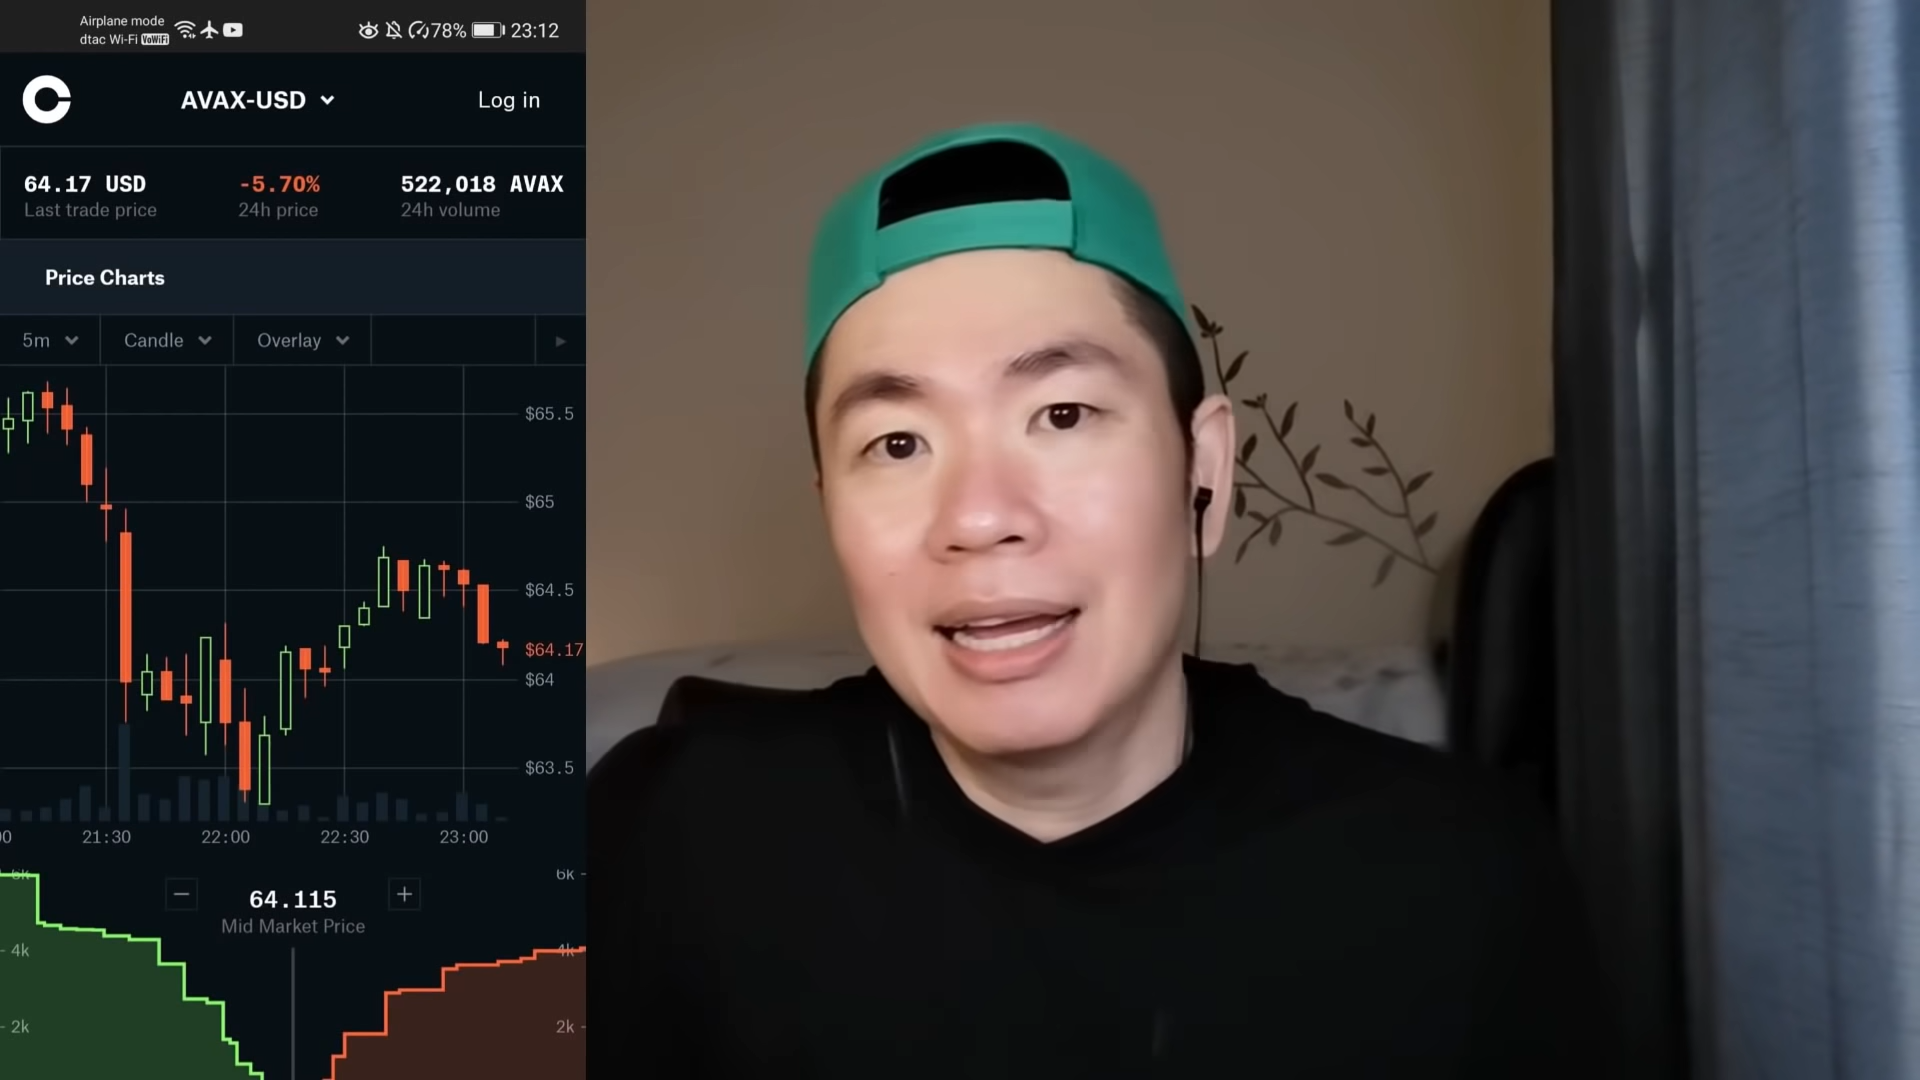 Airplane mode
dtac Wi-Fi VoWiFi
78% 23:12
AVAX-USD
Log in
64.17 USD -5.70% 522,018 AVAX
Last trade price 24h price 24h volume
Price Charts
5m Candle Overlay
$65.5
$65
$64.5
$64.17
$64
$63.5
21:30 22:00 22:30 23:00
6k 6k
64.115
Mid Market Price
4k 4k
2k 2k